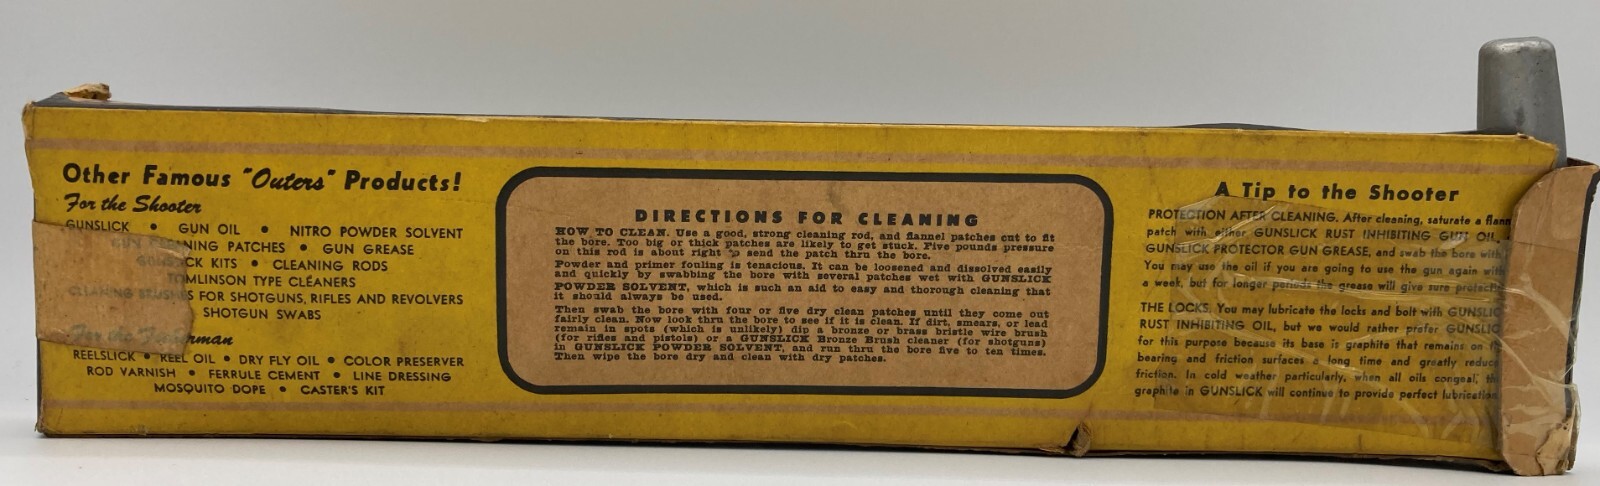 Other Famous "Outers" Products!
For the Shooter
GUNSLICK • GUN OIL • NITRO POWDER SOLVENT
GUN CLEANING PATCHES • GUN GREASE
GUNSLICK KITS • CLEANING RODS
TOMLINSON TYPE CLEANERS
CLEANING BRUSHES FOR SHOTGUNS, RIFLES AND REVOLVERS
SHOTGUN SWABS
For the Fisherman
REELSLICK • REEL OIL • DRY FLY OIL • COLOR PRESERVER
ROD VARNISH • FERRULE CEMENT • LINE DRESSING
MOSQUITO DOPE • CASTER'S KIT
DIRECTIONS FOR CLEANING
HOW TO CLEAN. Use a good, strong cleaning rod, and flannel patches cut to fit
the bore. Too big or thick patches are likely to get stuck. Five pounds pressure
on this rod is about right to send the patch thru the bore.
Powder and primer fouling is tenacious. It can be loosened and dissolved easily
and quickly by swabbing the bore with several patches wet with GUNSLICK
POWDER SOLVENT, which is such an aid to easy and thorough cleaning that
it should always be used.
Then swab the bore with four or five dry clean patches until they come out
fairly clean. Now look thru the bore to see if it is clean. If dirt, smears, or lead
remain in spots (which is unlikely) dip a bronze or brass bristle wire brush
(for rifles and pistols) or a GUNSLICK Bronze Brush cleaner (for shotguns)
in GUNSLICK POWDER SOLVENT, and run thru the bore five to ten times.
Then wipe the bore dry and clean with dry patches.
A Tip to the Shooter
PROTECTION AFTER CLEANING. After cleaning, saturate a flann
patch with either GUNSLICK RUST INHIBITING GUN OIL,
GUNSLICK PROTECTOR GUN GREASE, and swab the bore with
You may use the oil if you are going to use the gun again with
a week, but for longer periods the grease will give sure protecti
THE LOCKS: You may lubricate the locks and bolt with GUNSLIC
RUST INHIBITING OIL, but we would rather prefer GUNSLIC
for this purpose because its base is graphite that remains on
bearing and friction surfaces a long time and greatly reduc
friction. In cold weather particularly, when all oils congeal, th
graphite in GUNSLICK will continue to provide perfect lubrication